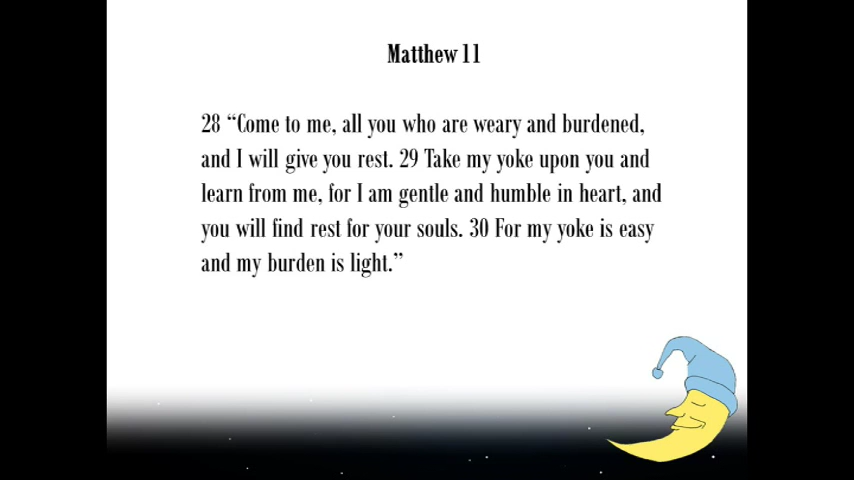 Matthew 11
28 “Come to me, all you who are weary and burdened,
and I will give you rest. 29 Take my yoke upon you and
learn from me, for I am gentle and humble in heart, and
you will find rest for your souls. 30 For my yoke is easy
and my burden is light.”